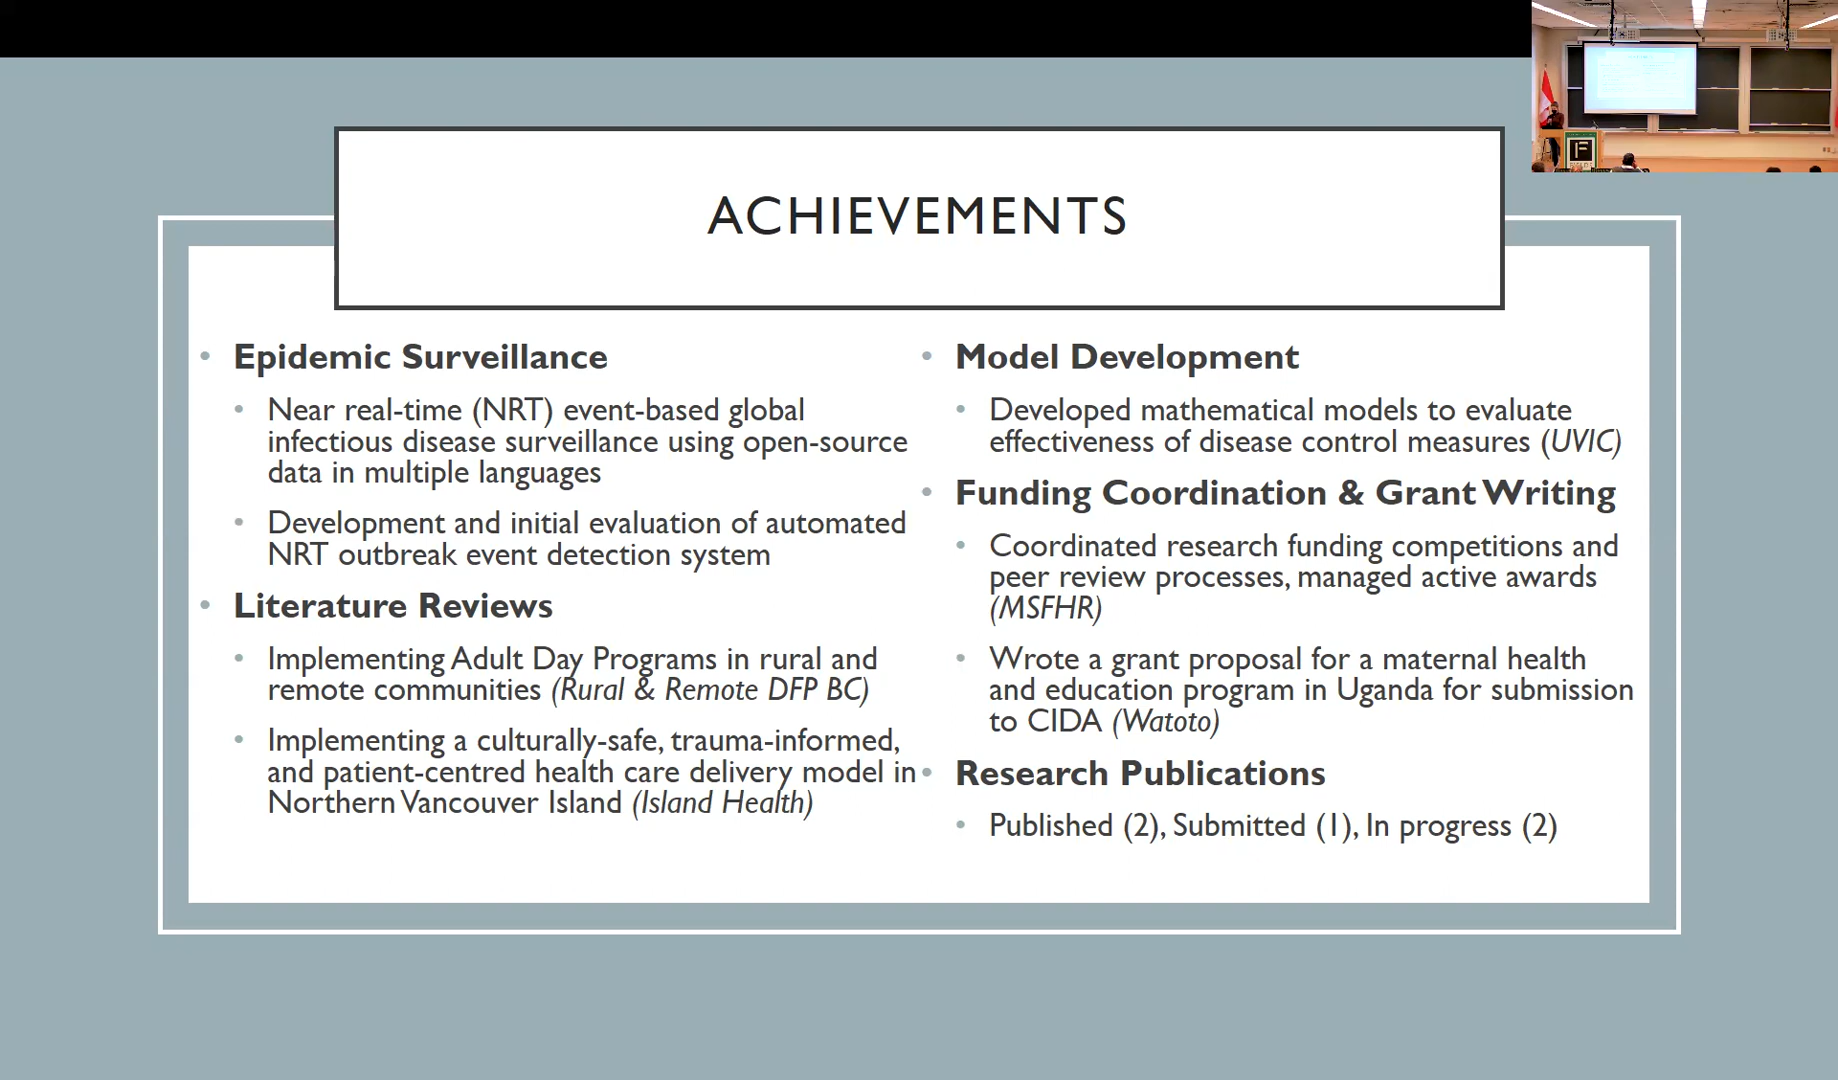 ACHIEVEMENTS
Epidemic Surveillance
Near real-time (NRT) event-based global
infectious disease surveillance using open-source
data in multiple languages
Development and initial evaluation of automated
NRT outbreak event detection system
Literature Reviews
Implementing Adult Day Programs in rural and
remote communities (Rural & Remote DFP BC)
Implementing a culturally-safe, trauma-informed,
and patient-centred health care delivery model in
Northern Vancouver Island (Island Health)
Model Development
Developed mathematical models to evaluate
effectiveness of disease control measures (UVIC)
Funding Coordination & Grant Writing
Coordinated research funding competitions and
peer review processes, managed active awards
(MSFHR)
Wrote a grant proposal for a maternal health
and education program in Uganda for submission
to CIDA (Watoto)
Research Publications
Published (2), Submitted (1), In progress (2)
F